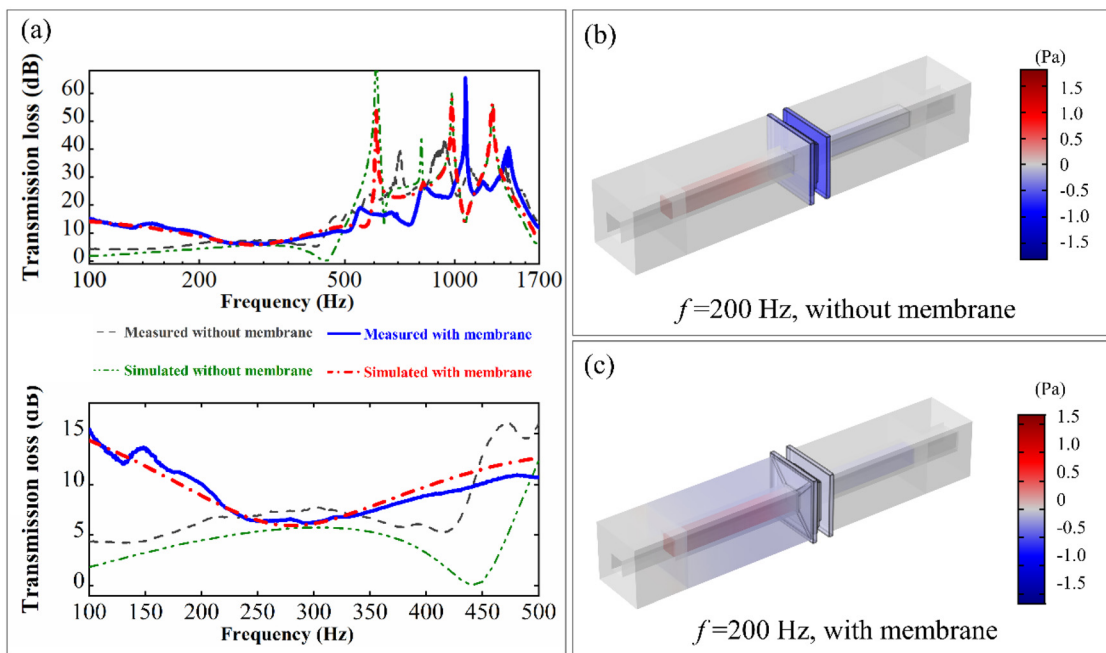 (a)
Transmission loss (dB)
60
50
40
30
20
10
0
100 200 500 1000 1700
Frequency (Hz)
Measured without membrane Measured with membrane
Simulated without membrane Simulated with membrane
Transmission loss (dB)
15
10
5
0
100 150 200 250 300 350 400 450 500
Frequency (Hz)
(b)
(Pa)
1.5
1.0
0.5
0
-0.5
-1.0
-1.5
f=200 Hz, without membrane
(c)
(Pa)
1.5
1.0
0.5
0
-0.5
-1.0
-1.5
f=200 Hz, with membrane